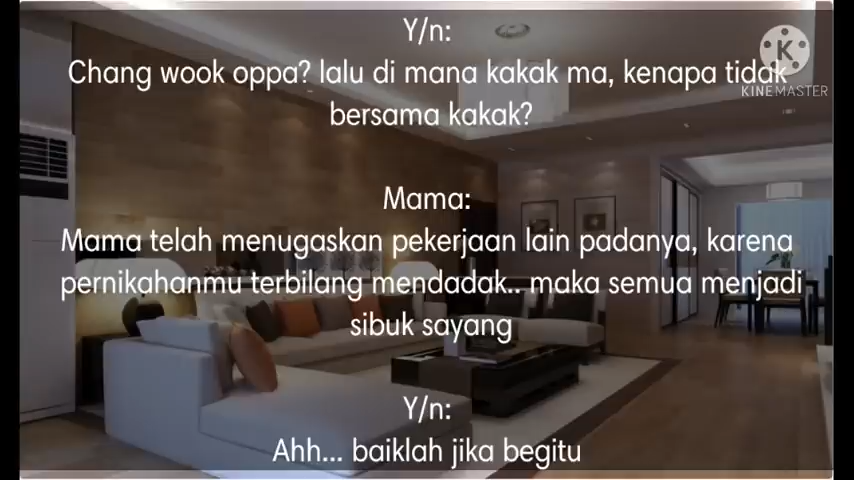 Y/n:
Chang wook oppa? lalu di mana kakak ma, kenapa tidak
bersama kakak?
Mama:
Mama telah menugaskan pekerjaan lain padanya, karena
pernikahanmu terbilang mendadak.. maka semua menjadi
sibuk sayang
Y/n:
Ahh... baiklah jika begitu
K
KINEMASTER